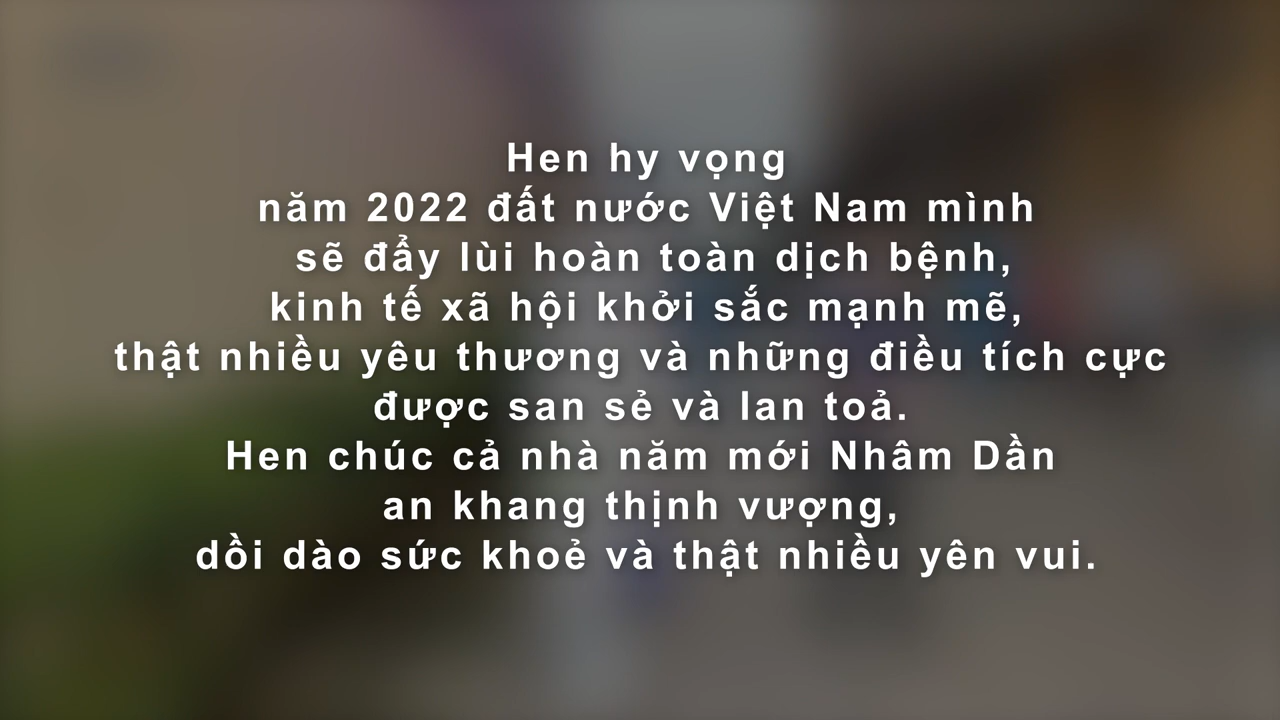 Hen hy vọng
năm 2022 đất nước Việt Nam mình
sẽ đẩy lùi hoàn toàn dịch bệnh,
kinh tế xã hội khởi sắc mạnh mẽ,
thật nhiều yêu thương và những điều tích cực
được san sẻ và lan toả.
Hen chúc cả nhà năm mới Nhâm Dần
an khang thịnh vượng,
dồi dào sức khoẻ và thật nhiều yên vui.